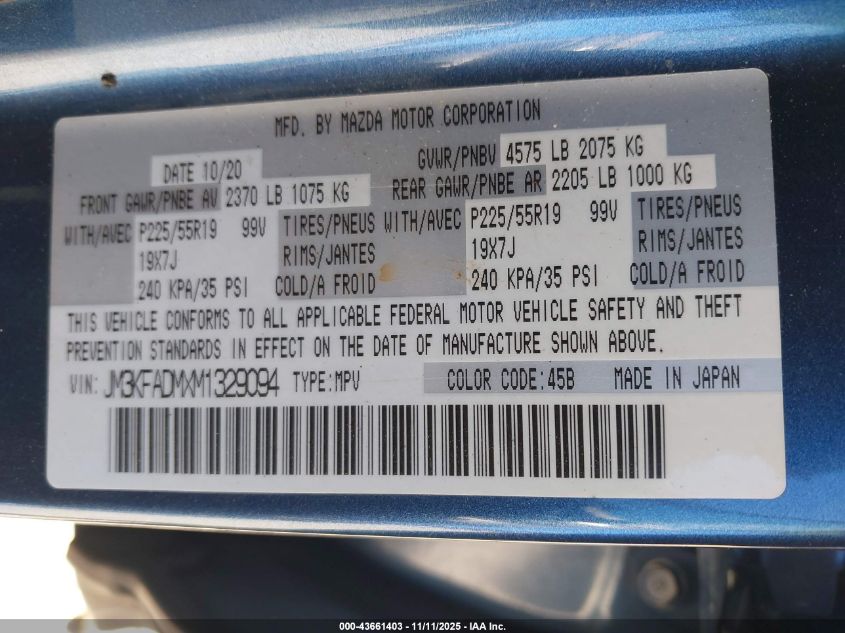 MFD. BY MAZDA MOTOR CORPORATION
DATE 10/20 GVWR/PNBV 4575 LB 2075 KG
FRONT GAWR/PNBE AV 2370 LB 1075 KG REAR GAWR/PNBE AR 2205 LB 1000 KG
WITH/AVEC P225/55R19 99V TIRES/PNEUS WITH/AVEC P225/55R19 99V TIRES/PNEUS
19X7J RIMS/JANTES 19X7J RIMS/JANTES
240 KPA/35 PSI COLD/A FROID 240 KPA/35 PSI COLD/A FROID
THIS VEHICLE CONFORMS TO ALL APPLICABLE FEDERAL MOTOR VEHICLE SAFETY AND THEFT
PREVENTION STANDARDS IN EFFECT ON THE DATE OF MANUFACTURE SHOWN ABOVE.
VIN: JM3KFADMXM1329094 TYPE:MPV COLOR CODE:45B MADE IN JAPAN
000-43661403 - 11/11/2025 - IAA Inc.